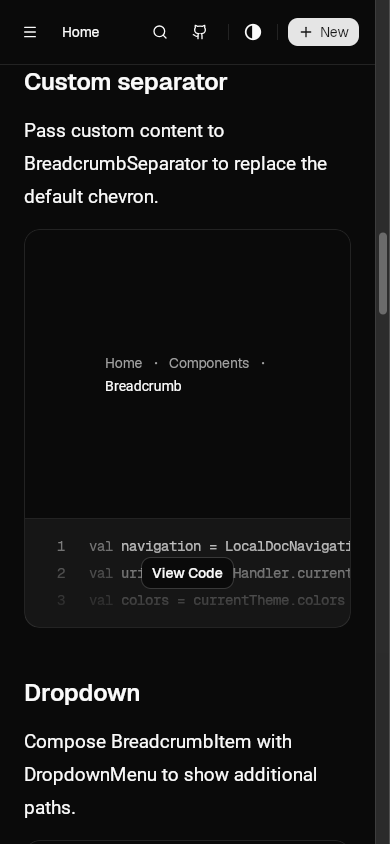 Home
New
Custom separator
Pass custom content to
BreadcrumbSeparator to replace the
default chevron.
Home · Components ·
Breadcrumb
1 val navigation = LocalDocNavigati
2 val uri View Code Handler.current
3 val colors = currentTheme.colors
Dropdown
Compose BreadcrumbItem with
DropdownMenu to show additional
paths.